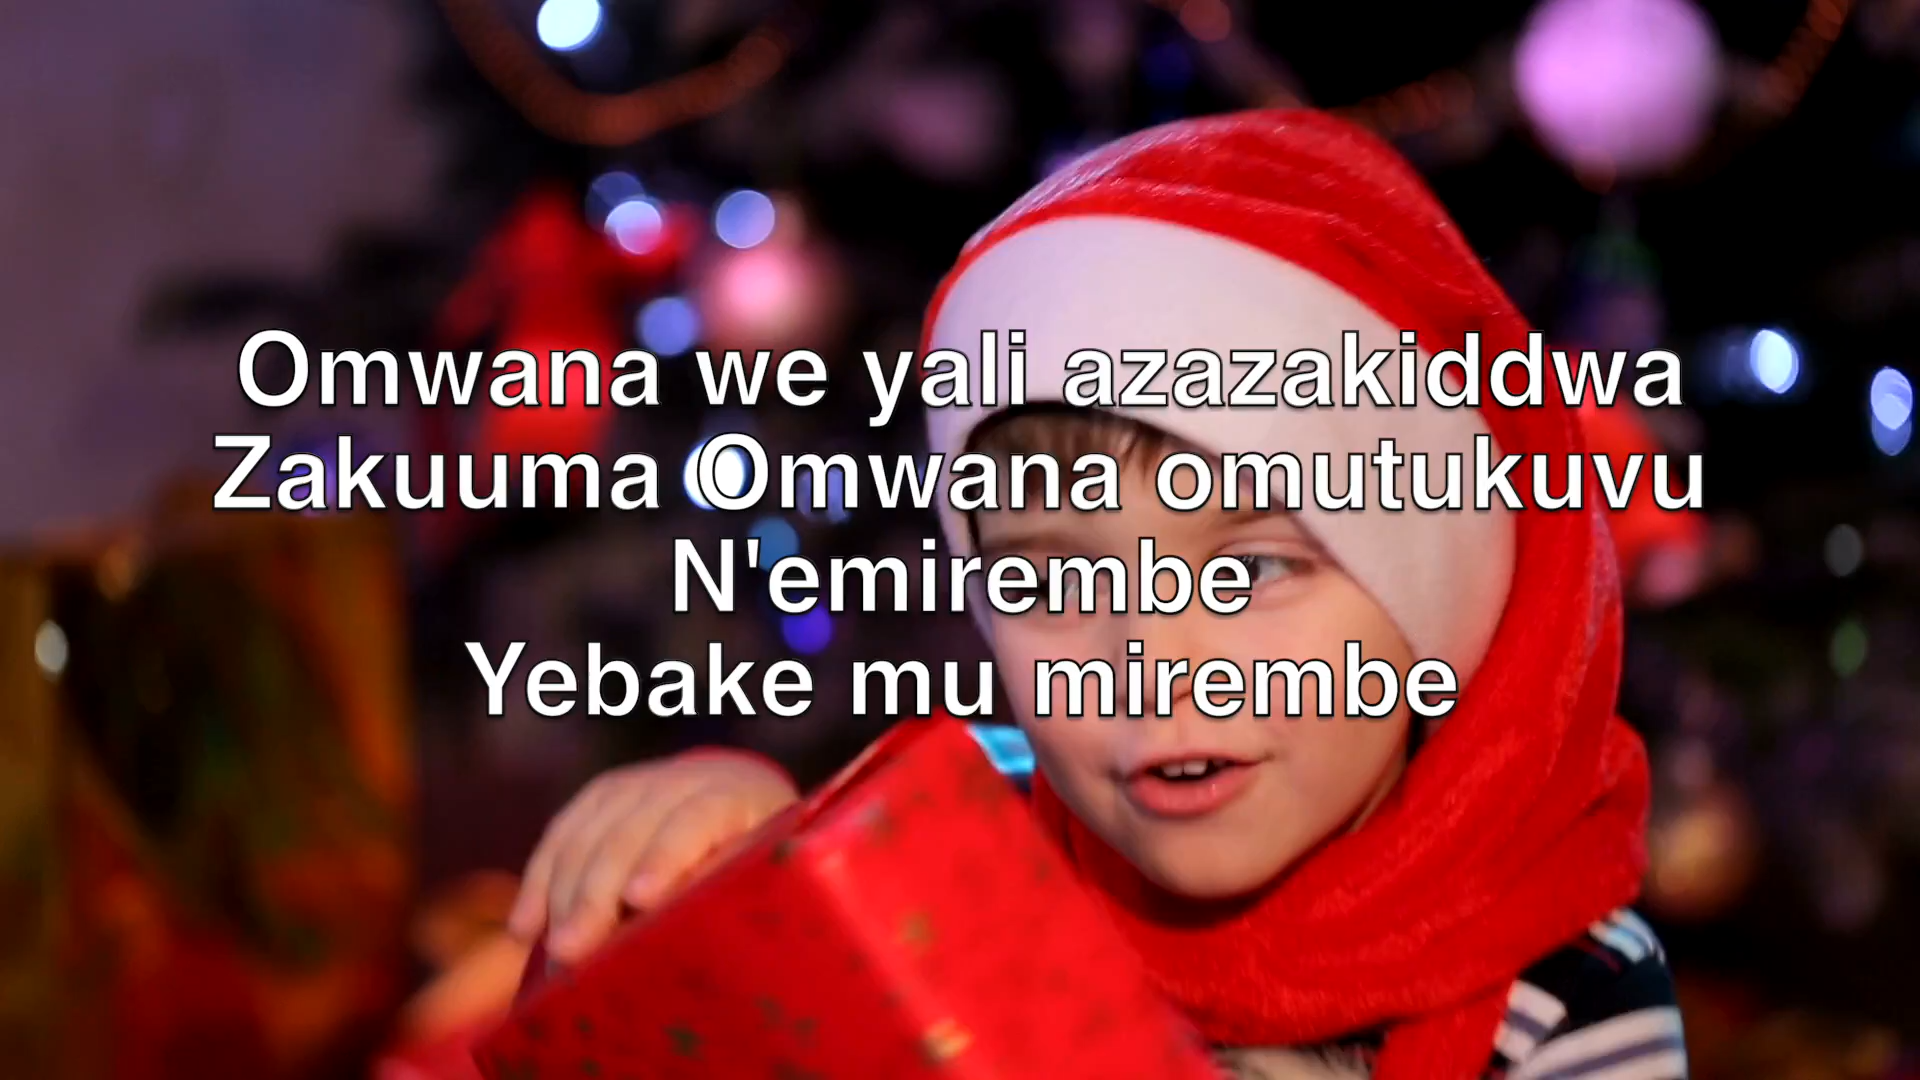 Omwana we yali azazakiddwa
Zakuuma Omwana omutukuvu
N'emirembe
Yebake mu mirembe